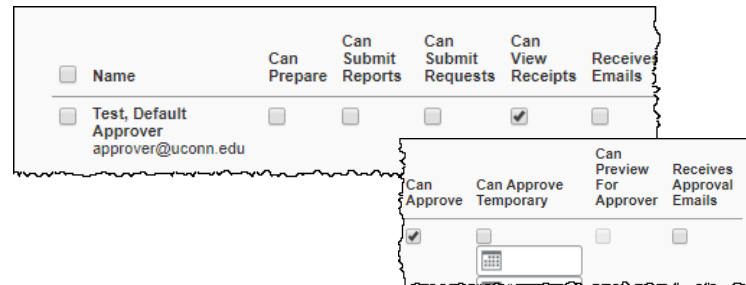 Name
Can Prepare
Can Submit Reports
Can Submit Requests
Can View Receipts
Receives Emails
Test, Default
Approver
approver@uconn.edu
Can Approve
Can Approve Temporary
Can Preview For Approver
Receives Approval Emails